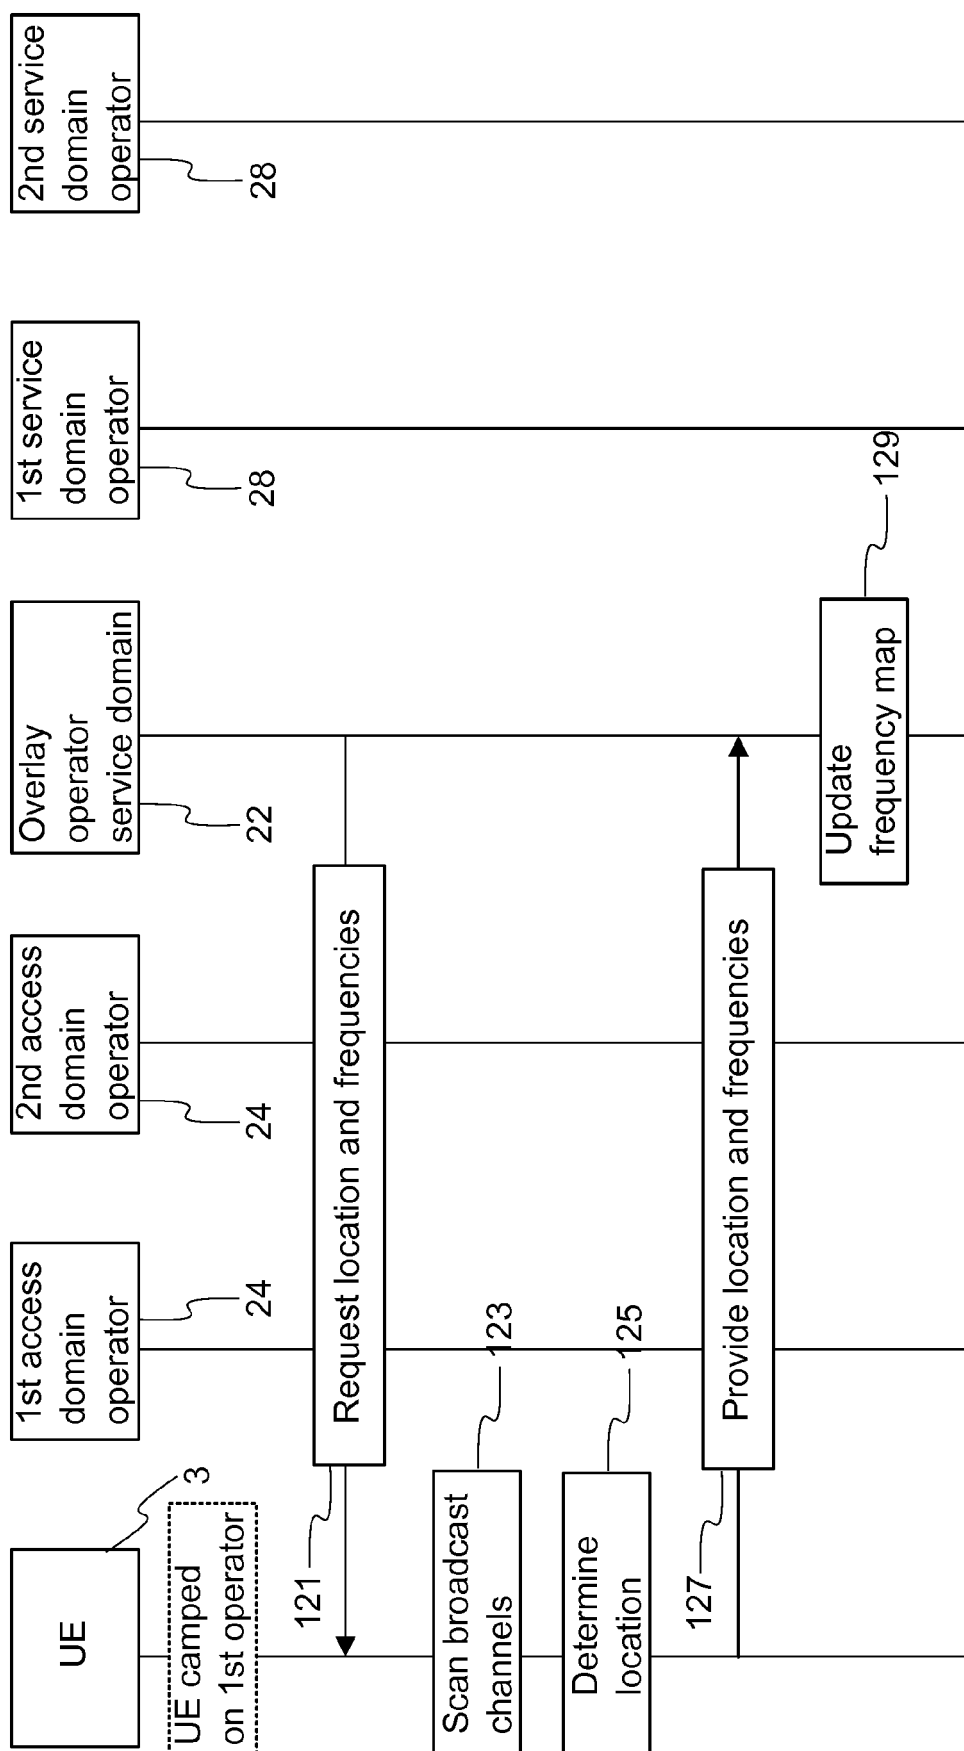 UE
3
1st access
domain
operator
24
2nd access
domain
operator
24
Overlay
operator
service domain
22
1st service
domain
operator
28
2nd service
domain
operator
28
UE camped
on 1st operator
121
Request location and frequencies
Scan broadcast
channels
123
Determine
location
125
127
Provide location and frequencies
Update
frequency map
129